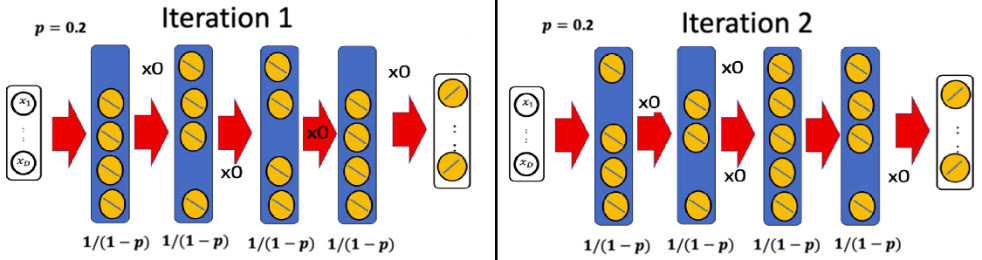 Iteration 1
p = 0.2
x0
x0
x1
⋮
xD
x0
x0
1/(1 − p) 1/(1 − p) 1/(1 − p) 1/(1 − p)
Iteration 2
p = 0.2
x0
x0
x1
⋮
xD
x0
x0
1/(1 − p) 1/(1 − p) 1/(1 − p) 1/(1 − p)